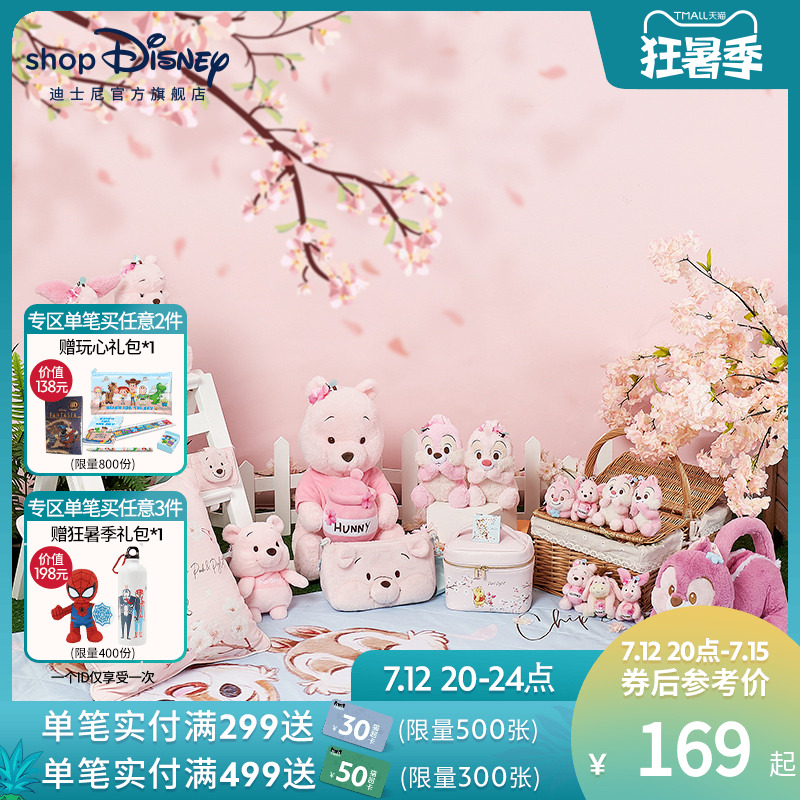 shop Disney
迪士尼官方旗舰店
TMALL天猫
狂暑季
专区单笔买任意2件
赠玩心礼包*1
价值
138元
(限量800份)
专区单笔买任意3件
赠狂暑季礼包*1
价值
198元
(限量400份)
一个ID仅享受一次
HUNNY
7.12 20-24点
单笔实付满299送
¥30
(限量500张)
单笔实付满499送
¥50
(限量300张)
7.12 20点-7.15
券后参考价
¥ 169 起